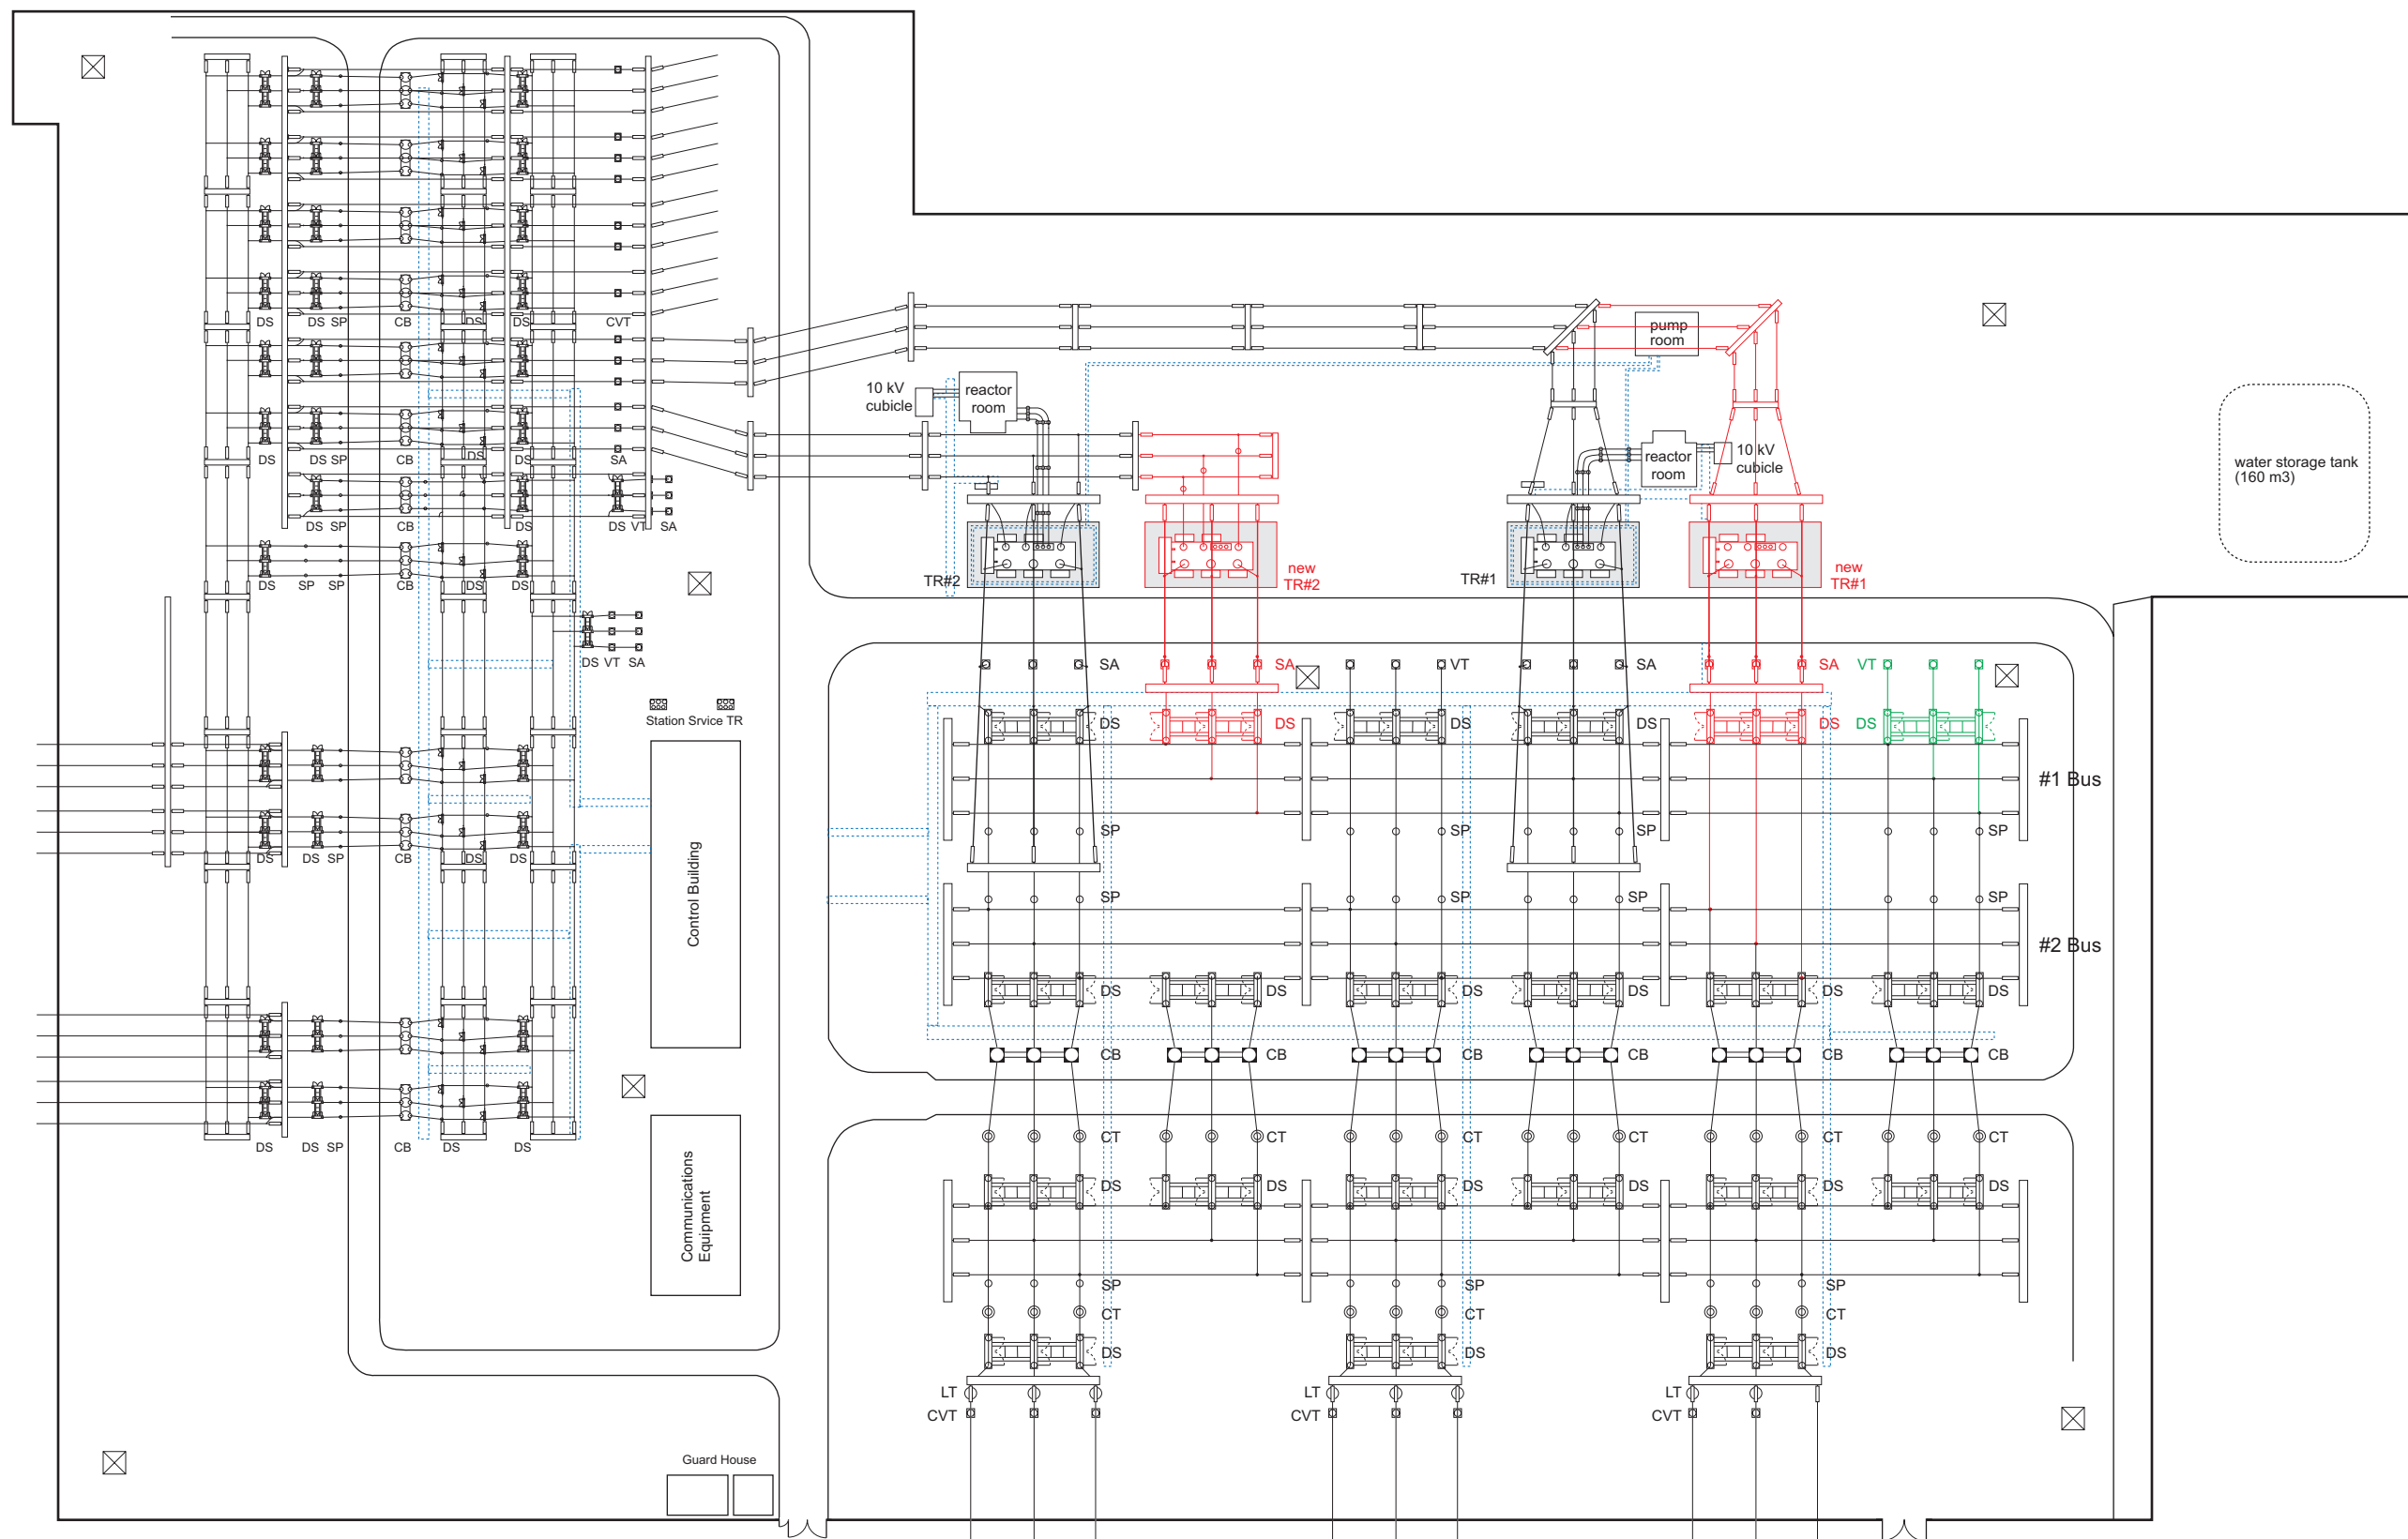 DS DS SP CB DS DS CVT
pump
room
10 kV
cubicle
reactor
room
DS DS SP CB DS DS SA
reactor
room
10 kV
cubicle
water storage tank
(160 m3)
DS SP CB DS DS VT SA
DS SP SP CB DS DS
TR#2
new
TR#2
TR#1
new
TR#1
DS VT SA
SA SA VT SA SA VT
Station Srvice TR
DS DS DS DS DS DS
#1 Bus
SP SP SP
DS DS SP CB DS DS
Control Building
SP SP SP SP
#2 Bus
DS DS DS DS DS DS
CB CB CB CB CB CB
DS DS SP CB DS DS
CT CT CT CT CT CT
Communications
Equipment
DS DS DS DS DS DS
SP SP SP
CT CT CT
DS DS DS
LT LT LT
CVT CVT CVT
Guard House